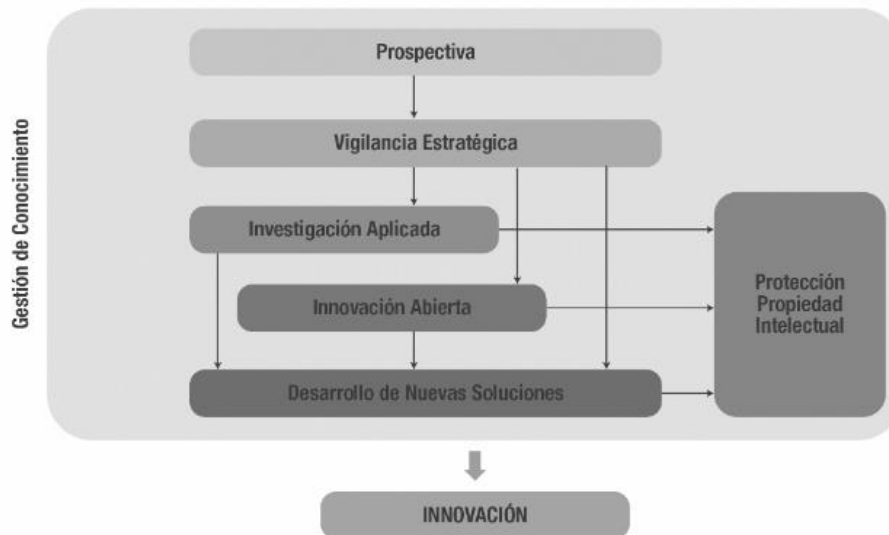 Gestión de Conocimiento
Prospectiva
Vigilancia Estratégica
Investigación Aplicada
Innovación Abierta
Desarrollo de Nuevas Soluciones
Protección
Propiedad
Intelectual
INNOVACIÓN